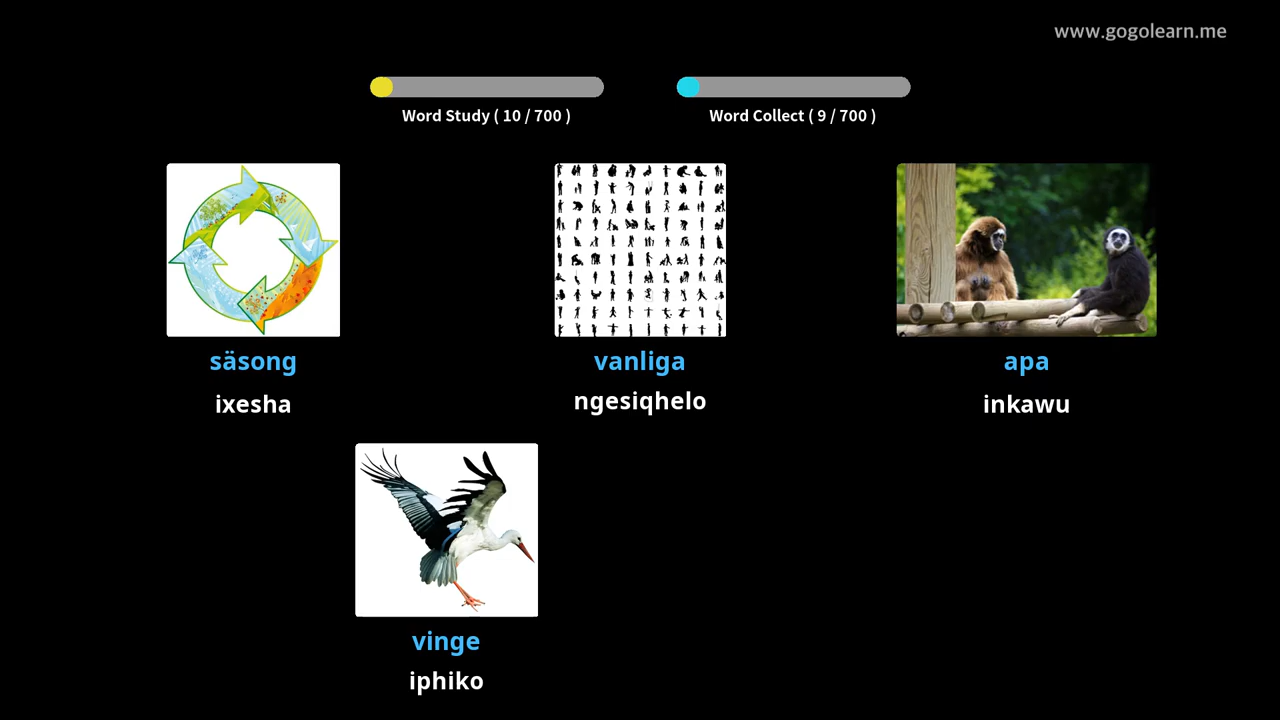 www.gogolearn.me
Word Study ( 10 / 700 )
Word Collect ( 9 / 700 )
säsong
ixesha
vanliga
ngesiqhelo
apa
inkawu
vinge
iphiko